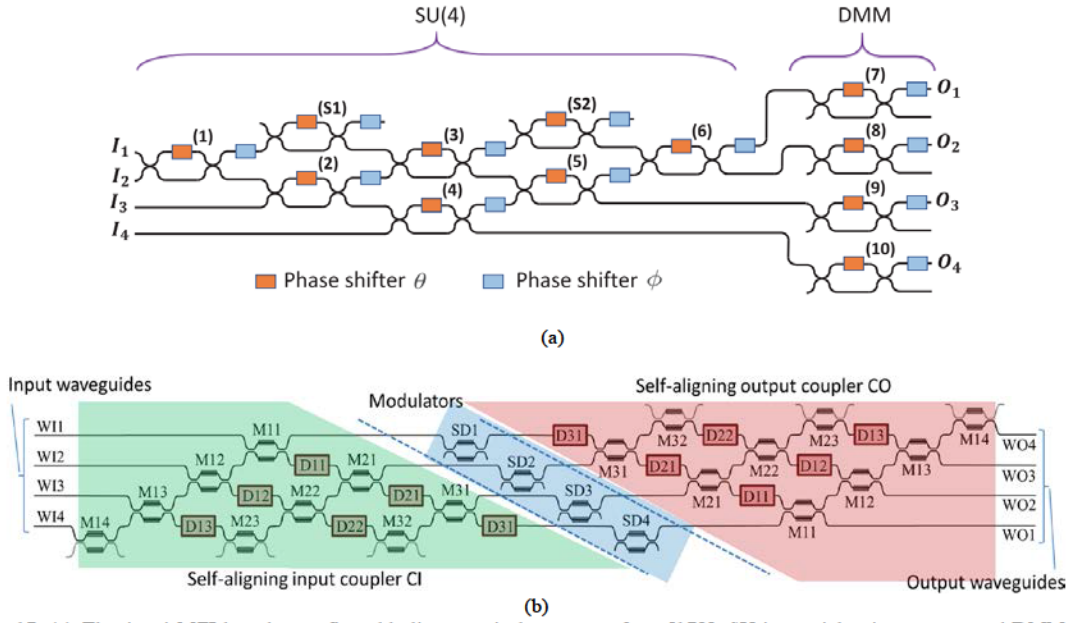 SU(4)
DMM
(7)
O1
(S1)
(S2)
(1)
(3)
(6)
(8)
I1
O2
(2)
(5)
I2
(4)
(9)
I3
O3
I4
(10)
O4
Phase shifter θ
Phase shifter ϕ
(a)
Input waveguides
Self-aligning output coupler CO
Modulators
WI1
M11
SD1
D31
M32
D22
M23
D13
M14
WO4
WI2
M12
D11
M21
SD2
M31
D21
M22
D12
M13
WO3
WI3
M13
D12
M22
D21
M31
SD3
M21
D11
M12
WO2
WI4
M14
D13
M23
D22
M32
D31
SD4
M11
WO1
Self-aligning input coupler CI
Output waveguides
(b)